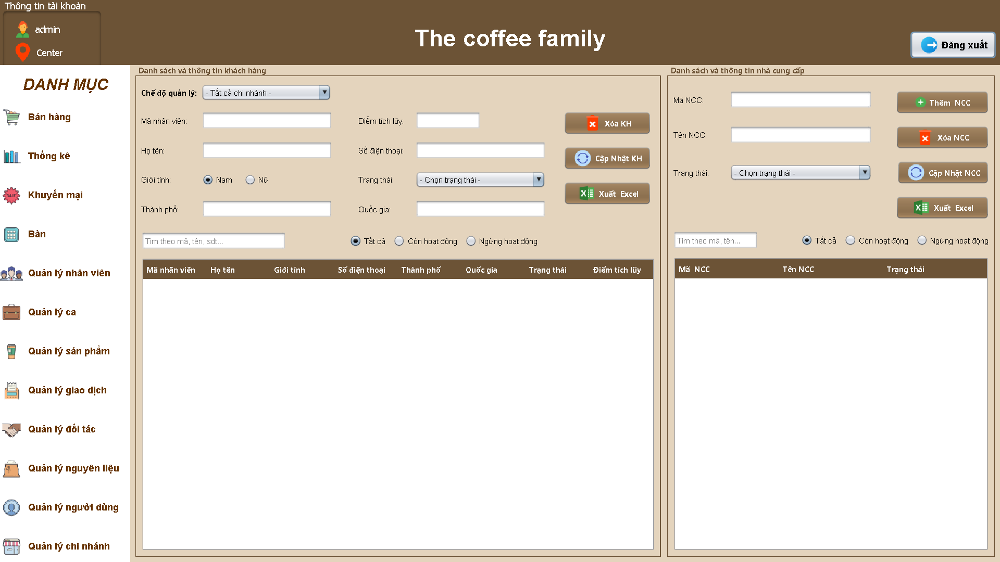 Thông tin tài khoản
admin
Center
The coffee family
Đăng xuất
DANH MỤC
Bán hàng
Thống kê
SALE
Khuyến mại
Bàn
Quản lý nhân viên
Quản lý ca
Quản lý sản phẩm
Quản lý giao dịch
Quản lý đối tác
Quản lý nguyên liệu
Quản lý người dùng
Quản lý chi nhánh
Danh sách và thông tin khách hàng
Chế độ quản lý: - Tất cả chi nhánh -
Mã nhân viên: Điểm tích lũy: Xóa KH
Họ tên: Số điện thoại: Cập Nhật KH
Giới tính: Nam Nữ Trạng thái: - Chọn trạng thái - Xuất Excel
Thành phố: Quốc gia:
Tìm theo mã, tên, sdt... Tất cả Còn hoạt động Ngừng hoạt động
Mã nhân viên Họ tên Giới tính Số điện thoại Thành phố Quốc gia Trạng thái Điểm tích lũy
Danh sách và thông tin nhà cung cấp
Mã NCC: Thêm NCC
Tên NCC: Xóa NCC
Trạng thái: - Chọn trạng thái - Cập Nhật NCC
Xuất Excel
Tìm theo mã, tên... Tất cả Còn hoạt động Ngừng hoạt động
Mã NCC Tên NCC Trạng thái